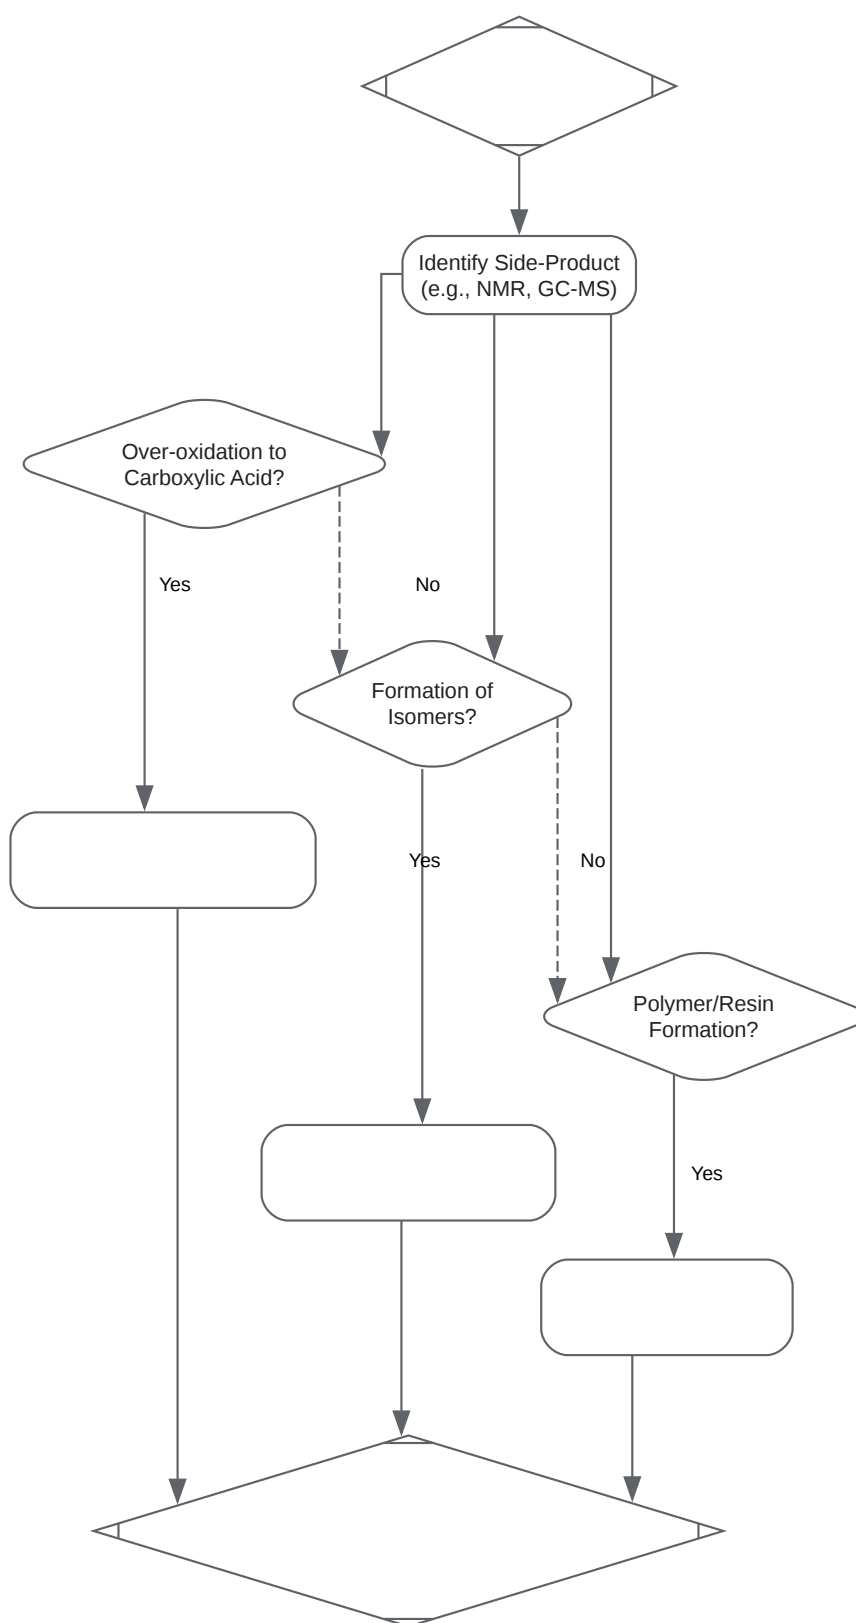 Identify Side-Product
(e.g., NMR, GC-MS)
Over-oxidation to
Carboxylic Acid?
Yes
No
Formation of
Isomers?
Yes
No
Polymer/Resin
Formation?
Yes